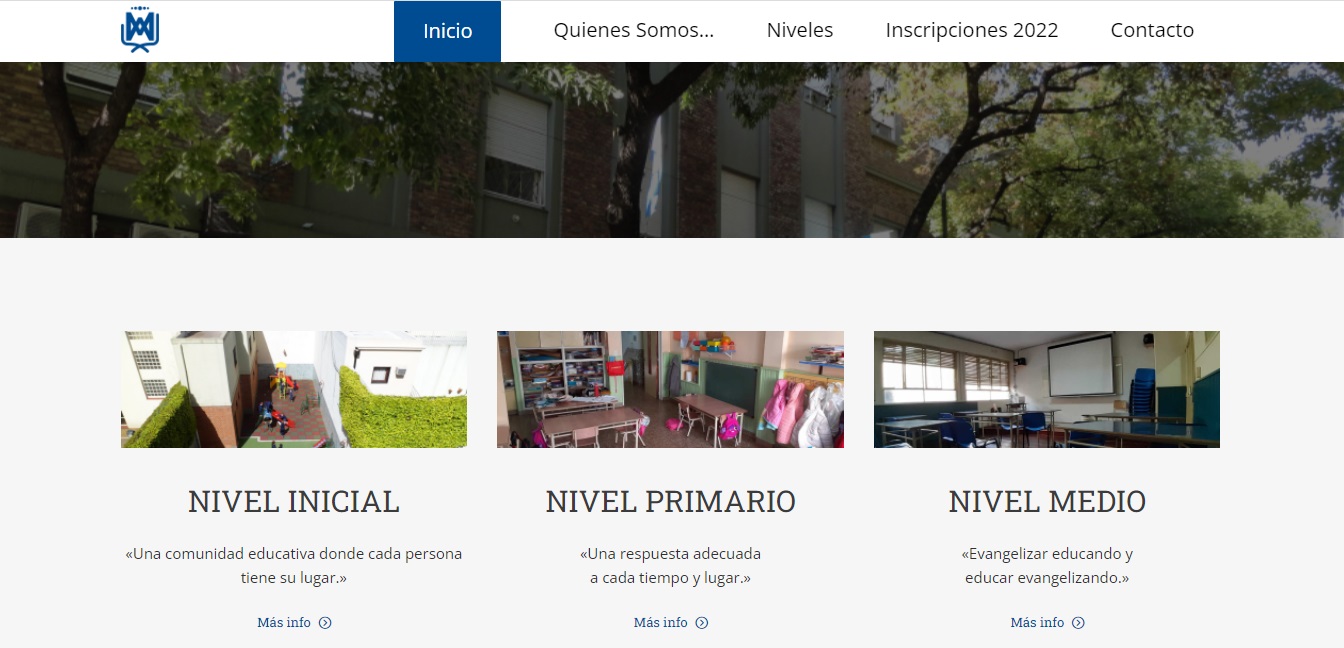 Inicio Quienes Somos... Niveles Inscripciones 2022 Contacto
NIVEL INICIAL
«Una comunidad educativa donde cada persona
tiene su lugar.»
Más info
NIVEL PRIMARIO
«Una respuesta adecuada
a cada tiempo y lugar.»
Más info
NIVEL MEDIO
«Evangelizar educando y
educar evangelizando.»
Más info